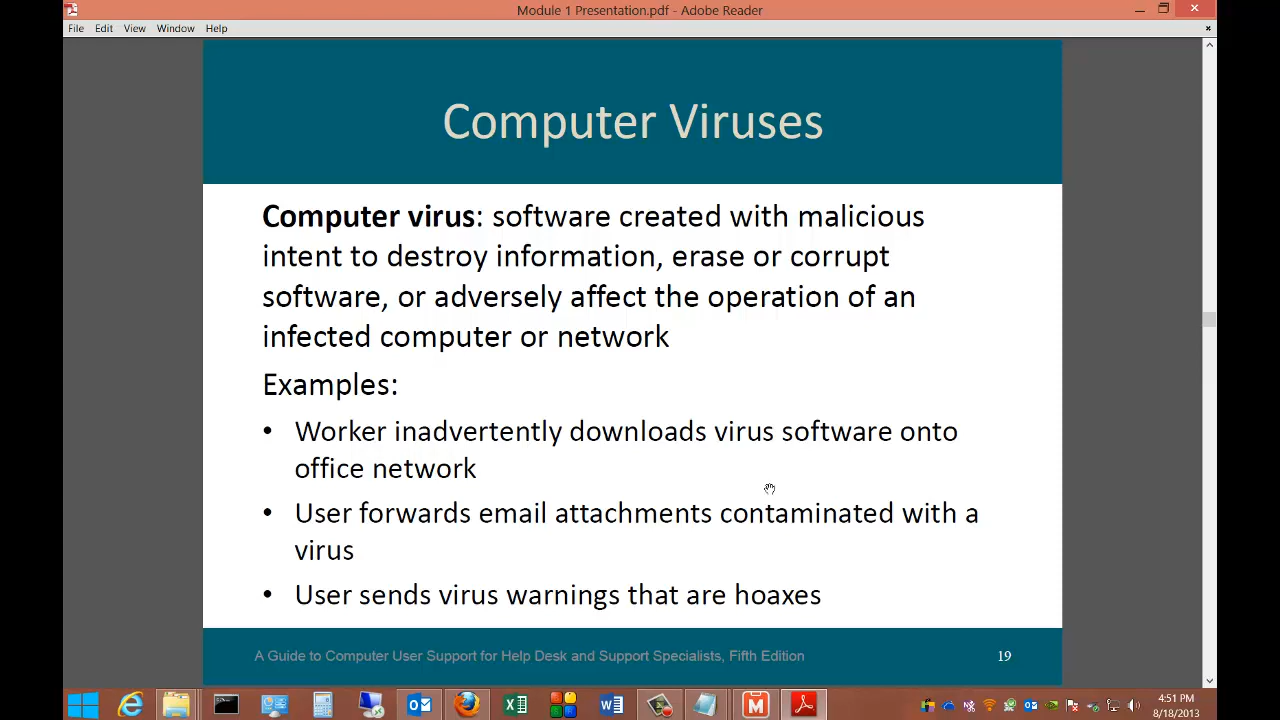 Module 1 Presentation.pdf - Adobe Reader
File Edit View Window Help
Computer Viruses
Computer virus: software created with malicious
intent to destroy information, erase or corrupt
software, or adversely affect the operation of an
infected computer or network
Examples:
• Worker inadvertently downloads virus software onto
office network
• User forwards email attachments contaminated with a
virus
• User sends virus warnings that are hoaxes
A Guide to Computer User Support for Help Desk and Support Specialists, Fifth Edition 19
4:51 PM
8/18/2013